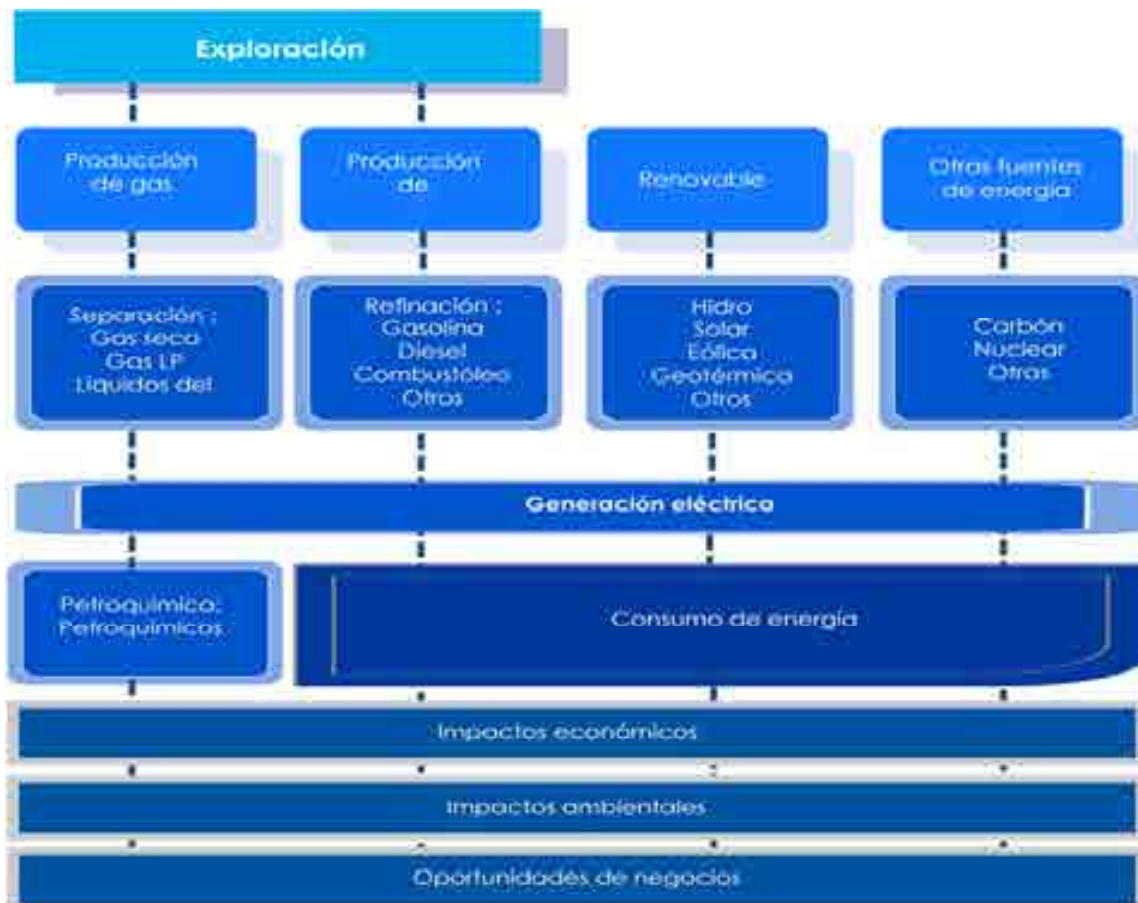 Exploración
Producción
de gas
Producción
de
Renovable
Otras fuentes
de energía
Separación :
Gas seco
Gas LP
Líquidos del
Refinación :
Gasolina
Diesel
Combustóleo
Otros
Hidro
Solar
Eólica
Geotérmica
Otros
Carbón
Nuclear
Otras
Generación eléctrica
Petroquímica:
Petroquímicos
Consumo de energía
Impactos económicos
Impactos ambientales
Oportunidades de negocios